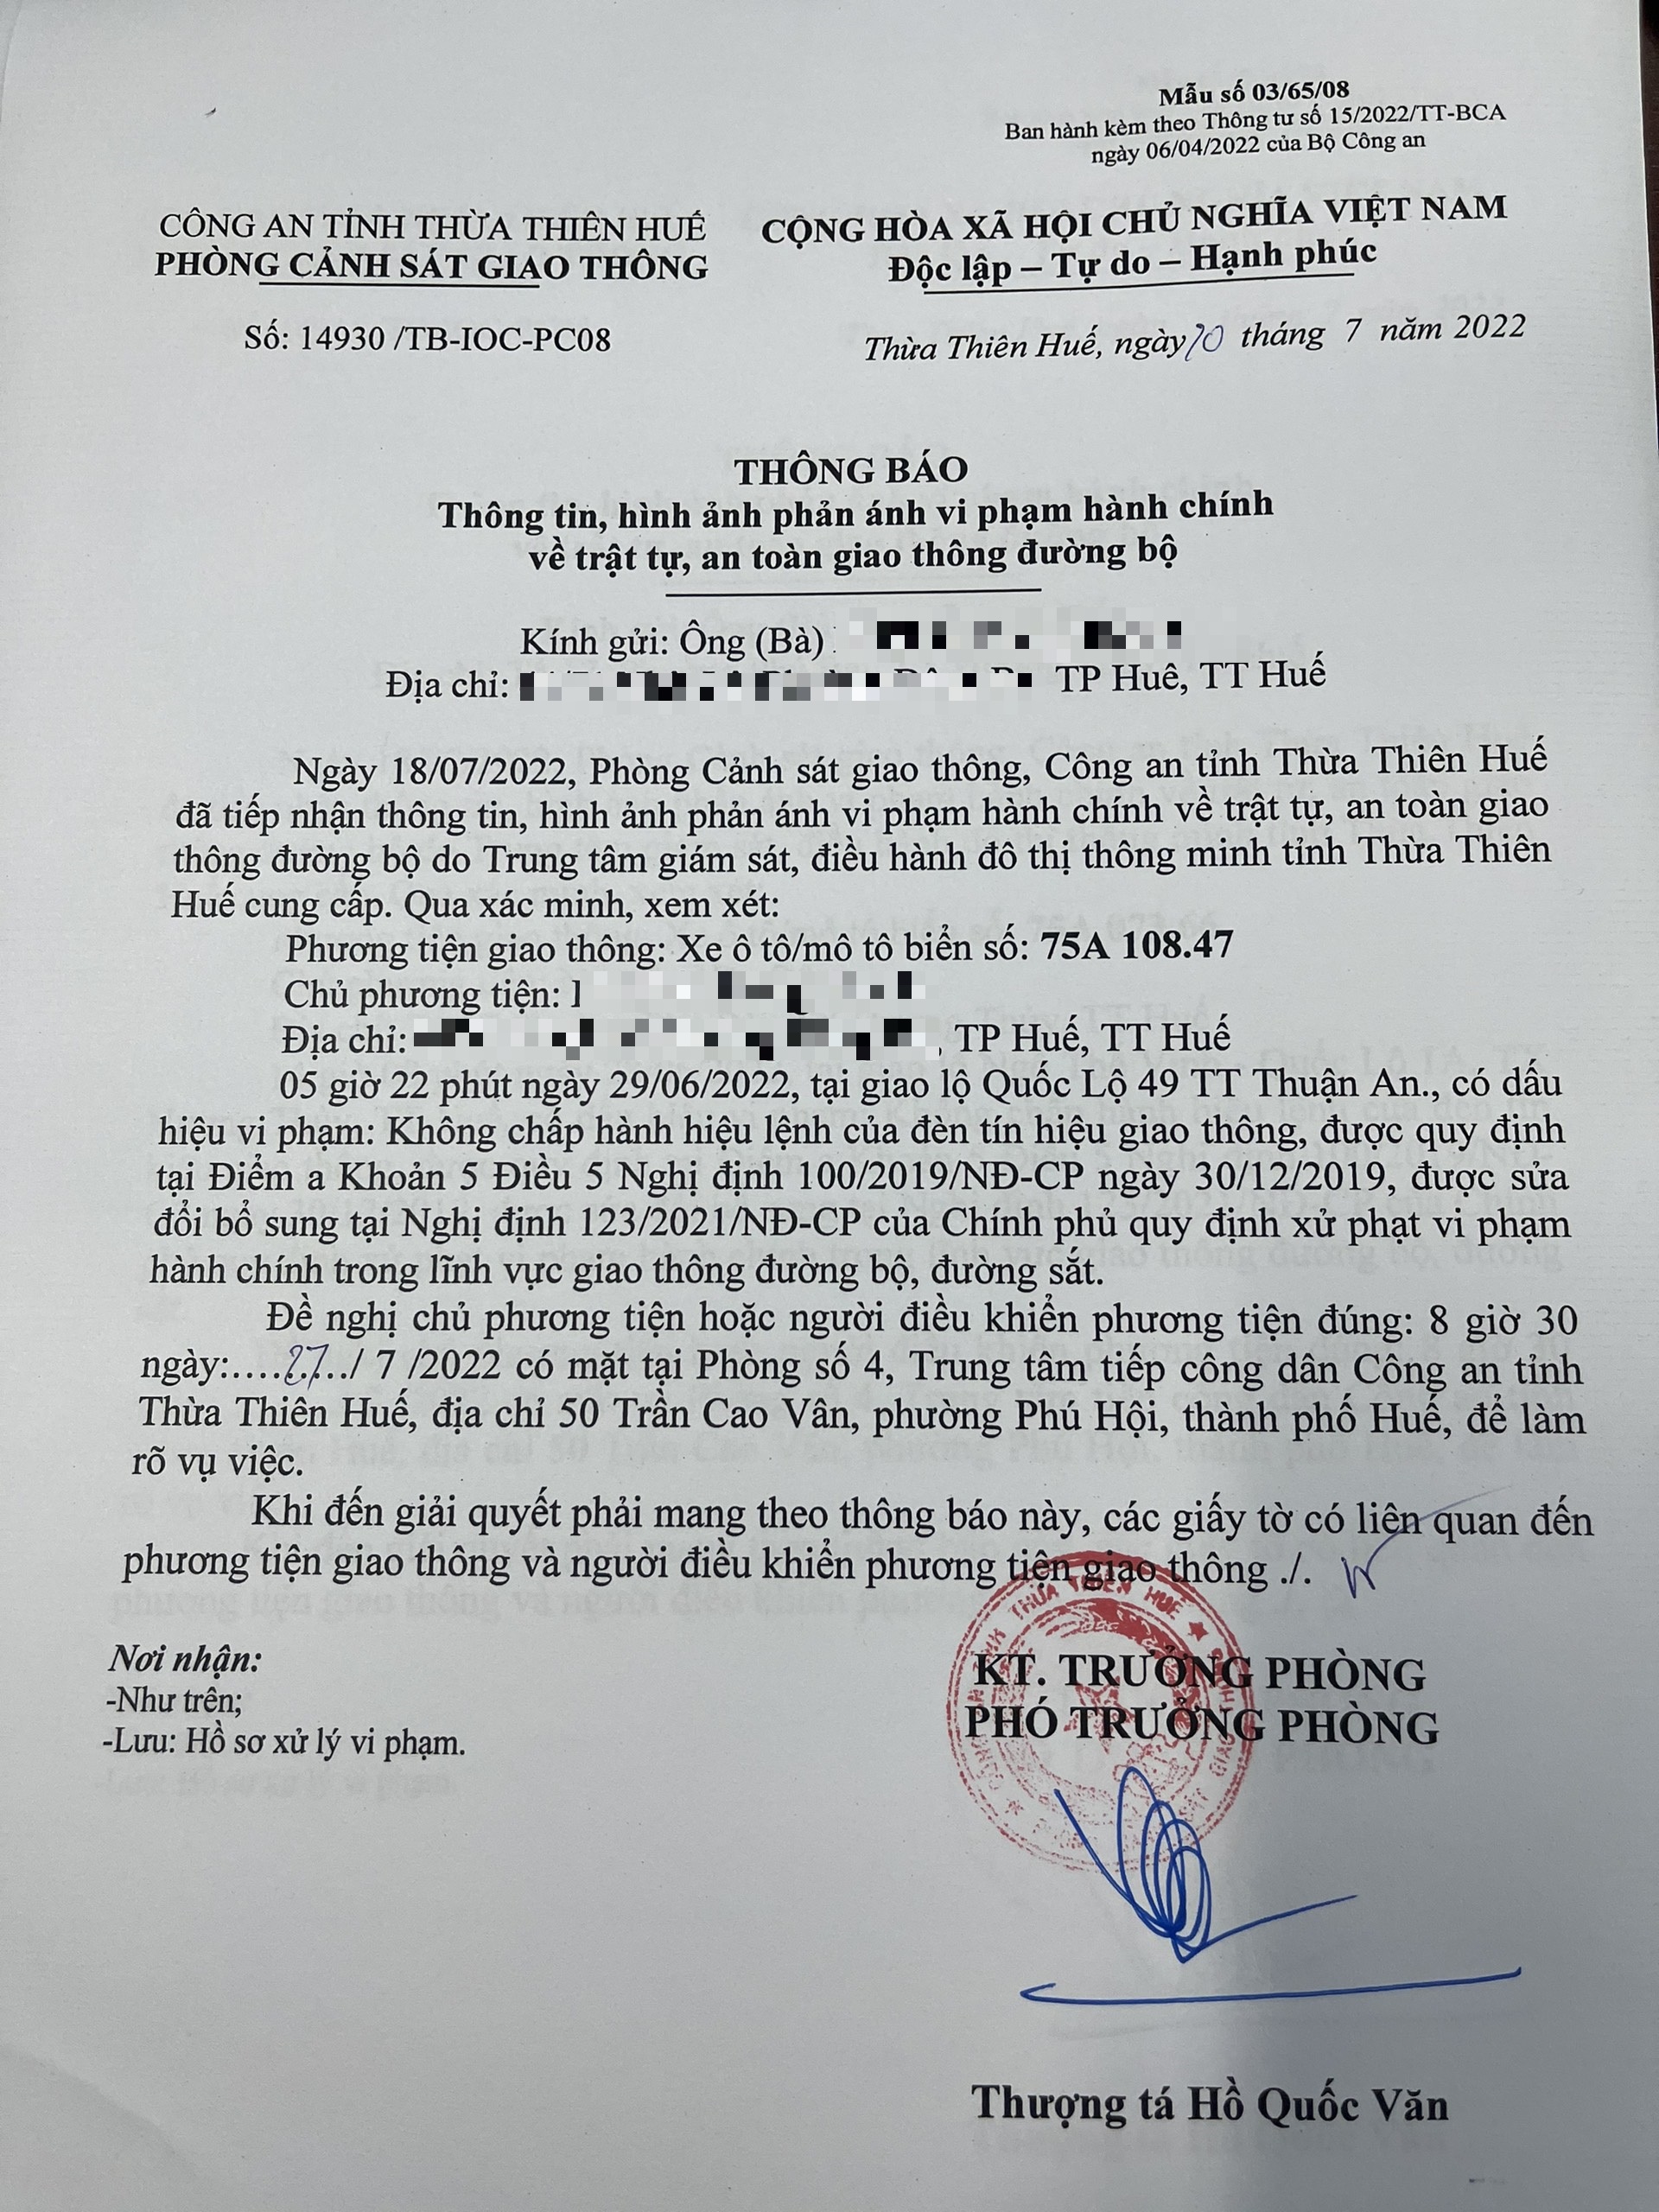 Mẫu số 03/65/08
Ban hành kèm theo Thông tư số 15/2022/TT-BCA
ngày 06/04/2022 của Bộ Công an
CÔNG AN TỈNH THỪA THIÊN HUẾ
PHÒNG CẢNH SÁT GIAO THÔNG
CỘNG HÒA XÃ HỘI CHỦ NGHĨA VIỆT NAM
Độc lập – Tự do – Hạnh phúc
Số: 14930 /TB-IOC-PC08
Thừa Thiên Huế, ngày 20 tháng 7 năm 2022
THÔNG BÁO
Thông tin, hình ảnh phản ánh vi phạm hành chính
về trật tự, an toàn giao thông đường bộ
Kính gửi: Ông (Bà)
Địa chỉ: TP Huê, TT Huế
Ngày 18/07/2022, Phòng Cảnh sát giao thông, Công an tỉnh Thừa Thiên Huế
đã tiếp nhận thông tin, hình ảnh phản ánh vi phạm hành chính về trật tự, an toàn giao
thông đường bộ do Trung tâm giám sát, điều hành đô thị thông minh tỉnh Thừa Thiên
Huế cung cấp. Qua xác minh, xem xét:
Phương tiện giao thông: Xe ô tô/mô tô biển số: 75A 108.47
Chủ phương tiện:
Địa chỉ: , TP Huế, TT Huế
05 giờ 22 phút ngày 29/06/2022, tại giao lộ Quốc Lộ 49 TT Thuận An., có dấu
hiệu vi phạm: Không chấp hành hiệu lệnh của đèn tín hiệu giao thông, được quy định
tại Điểm a Khoản 5 Điều 5 Nghị định 100/2019/NĐ-CP ngày 30/12/2019, được sửa
đổi bổ sung tại Nghị định 123/2021/NĐ-CP của Chính phủ quy định xử phạt vi phạm
hành chính trong lĩnh vực giao thông đường bộ, đường sắt.
Đề nghị chủ phương tiện hoặc người điều khiển phương tiện đúng: 8 giờ 30
ngày:.....27.../ 7 /2022 có mặt tại Phòng số 4, Trung tâm tiếp công dân Công an tỉnh
Thừa Thiên Huế, địa chỉ 50 Trần Cao Vân, phường Phú Hội, thành phố Huế, để làm
rõ vụ việc.
Khi đến giải quyết phải mang theo thông báo này, các giấy tờ có liên quan đến
phương tiện giao thông và người điều khiển phương tiện giao thông ./.
Nơi nhận:
-Như trên;
-Lưu: Hồ sơ xử lý vi phạm.
KT. TRƯỞNG PHÒNG
PHÓ TRƯỞNG PHÒNG
Thượng tá Hồ Quốc Văn